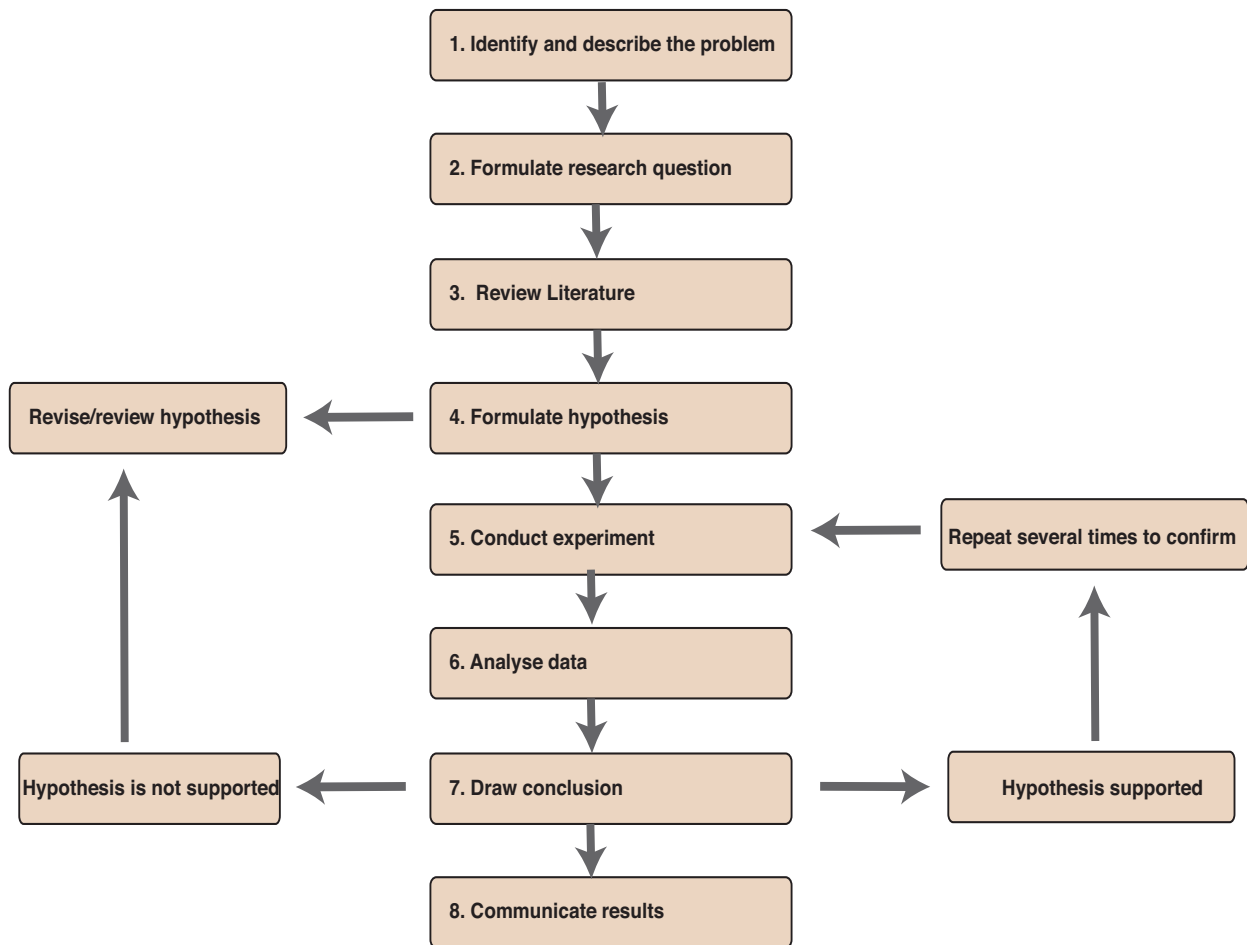 1. Identify and describe the problem
2. Formulate research question
3. Review Literature
Revise/review hypothesis
4. Formulate hypothesis
5. Conduct experiment
Repeat several times to confirm
6. Analyse data
Hypothesis is not supported
7. Draw conclusion
Hypothesis supported
8. Communicate results